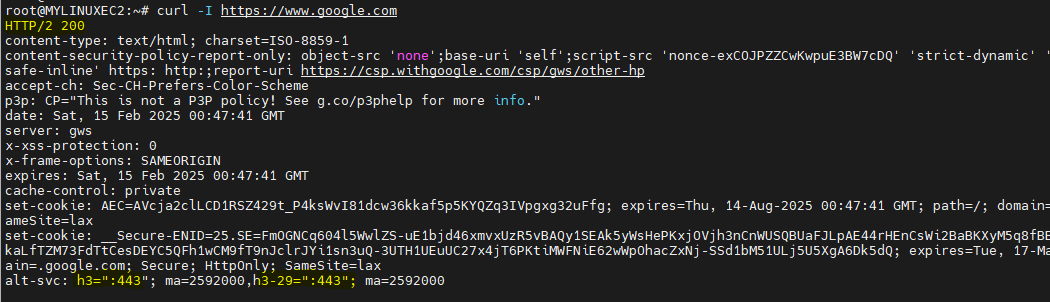 root@MYLINUXEC2:~# curl -I https://www.google.com
HTTP/2 200
content-type: text/html; charset=ISO-8859-1
content-security-policy-report-only: object-src 'none';base-uri 'self';script-src 'nonce-exCOJPZZCwKwpuE3BW7cDQ' 'strict-dynamic' '
safe-inline' https: http:;report-uri https://csp.withgoogle.com/csp/gws/other-hp
accept-ch: Sec-CH-Prefers-Color-Scheme
p3p: CP="This is not a P3P policy! See g.co/p3phelp for more info."
date: Sat, 15 Feb 2025 00:47:41 GMT
server: gws
x-xss-protection: 0
x-frame-options: SAMEORIGIN
expires: Sat, 15 Feb 2025 00:47:41 GMT
cache-control: private
set-cookie: AEC=AVcja2clLCD1RSZ429t_P4ksWvI81dcw36kkaf5p5KYQZq3IVpgxg32uFfg; expires=Thu, 14-Aug-2025 00:47:41 GMT; path=/; domain=
ameSite=lax
set-cookie: __Secure-ENID=25.SE=FmOGNCq604l5WwlZS-uE1bjd46xmvxUzR5vBAQy1SEAk5yWsHePKxjOVjh3nCnWUSQBUaFJLpAE44rHEnCsWi2BaBKXyM5q8fBE
kaLfTZM73FdTtCesDEYC5QFh1wCM9fT9nJclrJYi1sn3uQ-3UTH1UEuUC27x4jT6PKtiMWFNiE62wWpOhacZxNj-SSd1bM51ULj5U5XgA6Dk5dQ; expires=Tue, 17-Ma
ain=.google.com; Secure; HttpOnly; SameSite=lax
alt-svc: h3=":443"; ma=2592000,h3-29=":443"; ma=2592000